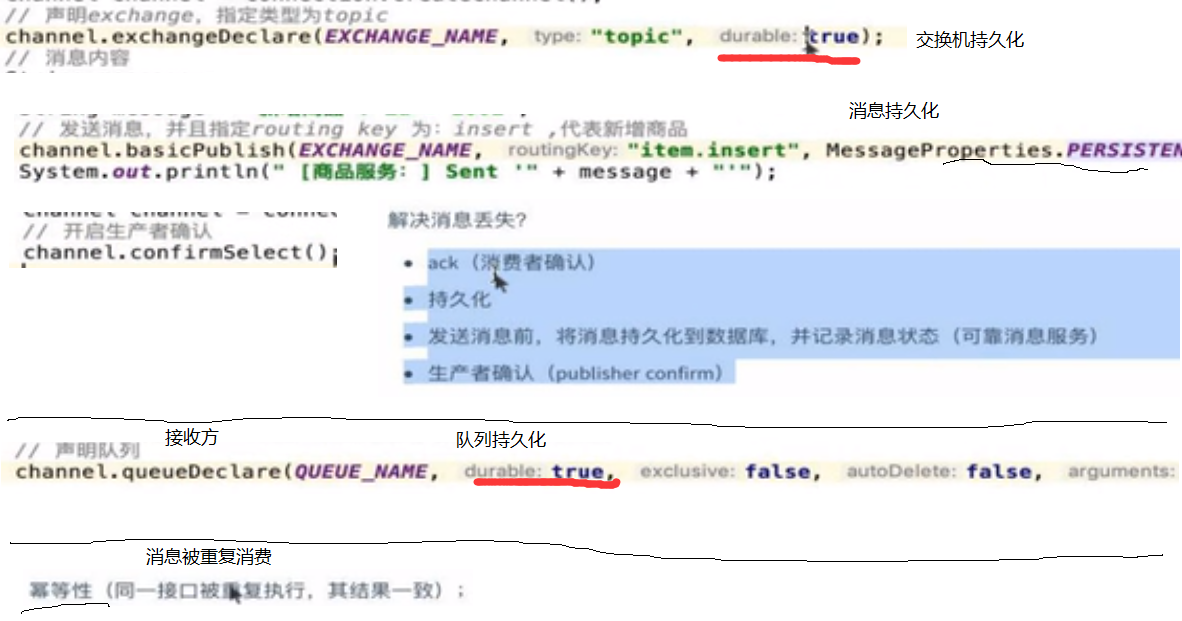 // 声明exchange，指定类型为topic
channel.exchangeDeclare(EXCHANGE_NAME, type: "topic", durable: true);
交换机持久化
// 消息内容
消息持久化
// 发送消息，并且指定routing key 为：insert ,代表新增商品
channel.basicPublish(EXCHANGE_NAME, routingKey: "item.insert", MessageProperties.PERSISTEN
System.out.println(" [商品服务：] Sent '" + message + "'");
// 开启生产者确认
channel.confirmSelect();
解决消息丢失?
• ack（消费者确认）
• 持久化
• 发送消息前，将消息持久化到数据库，并记录消息状态（可靠消息服务）
• 生产者确认（publisher confirm）
接收方
队列持久化
// 声明队列
channel.queueDeclare(QUEUE_NAME, durable: true, exclusive: false, autoDelete: false, arguments:
消息被重复消费
幂等性（同一接口被重复执行，其结果一致）；